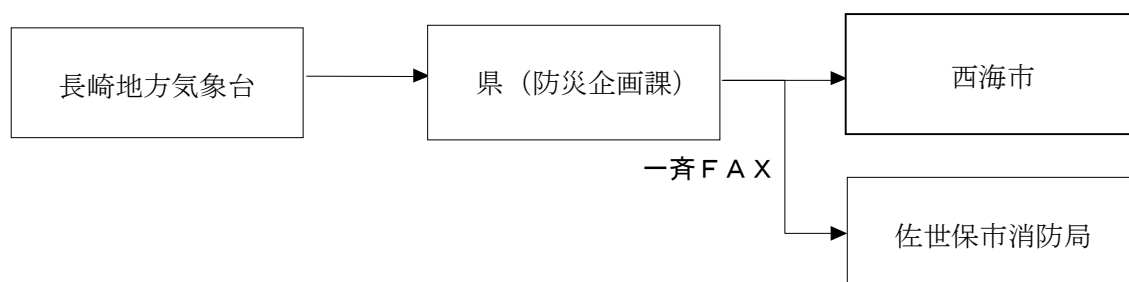 長崎地方気象台
県（防災企画課）
西海市
一斉ＦＡＸ
佐世保市消防局